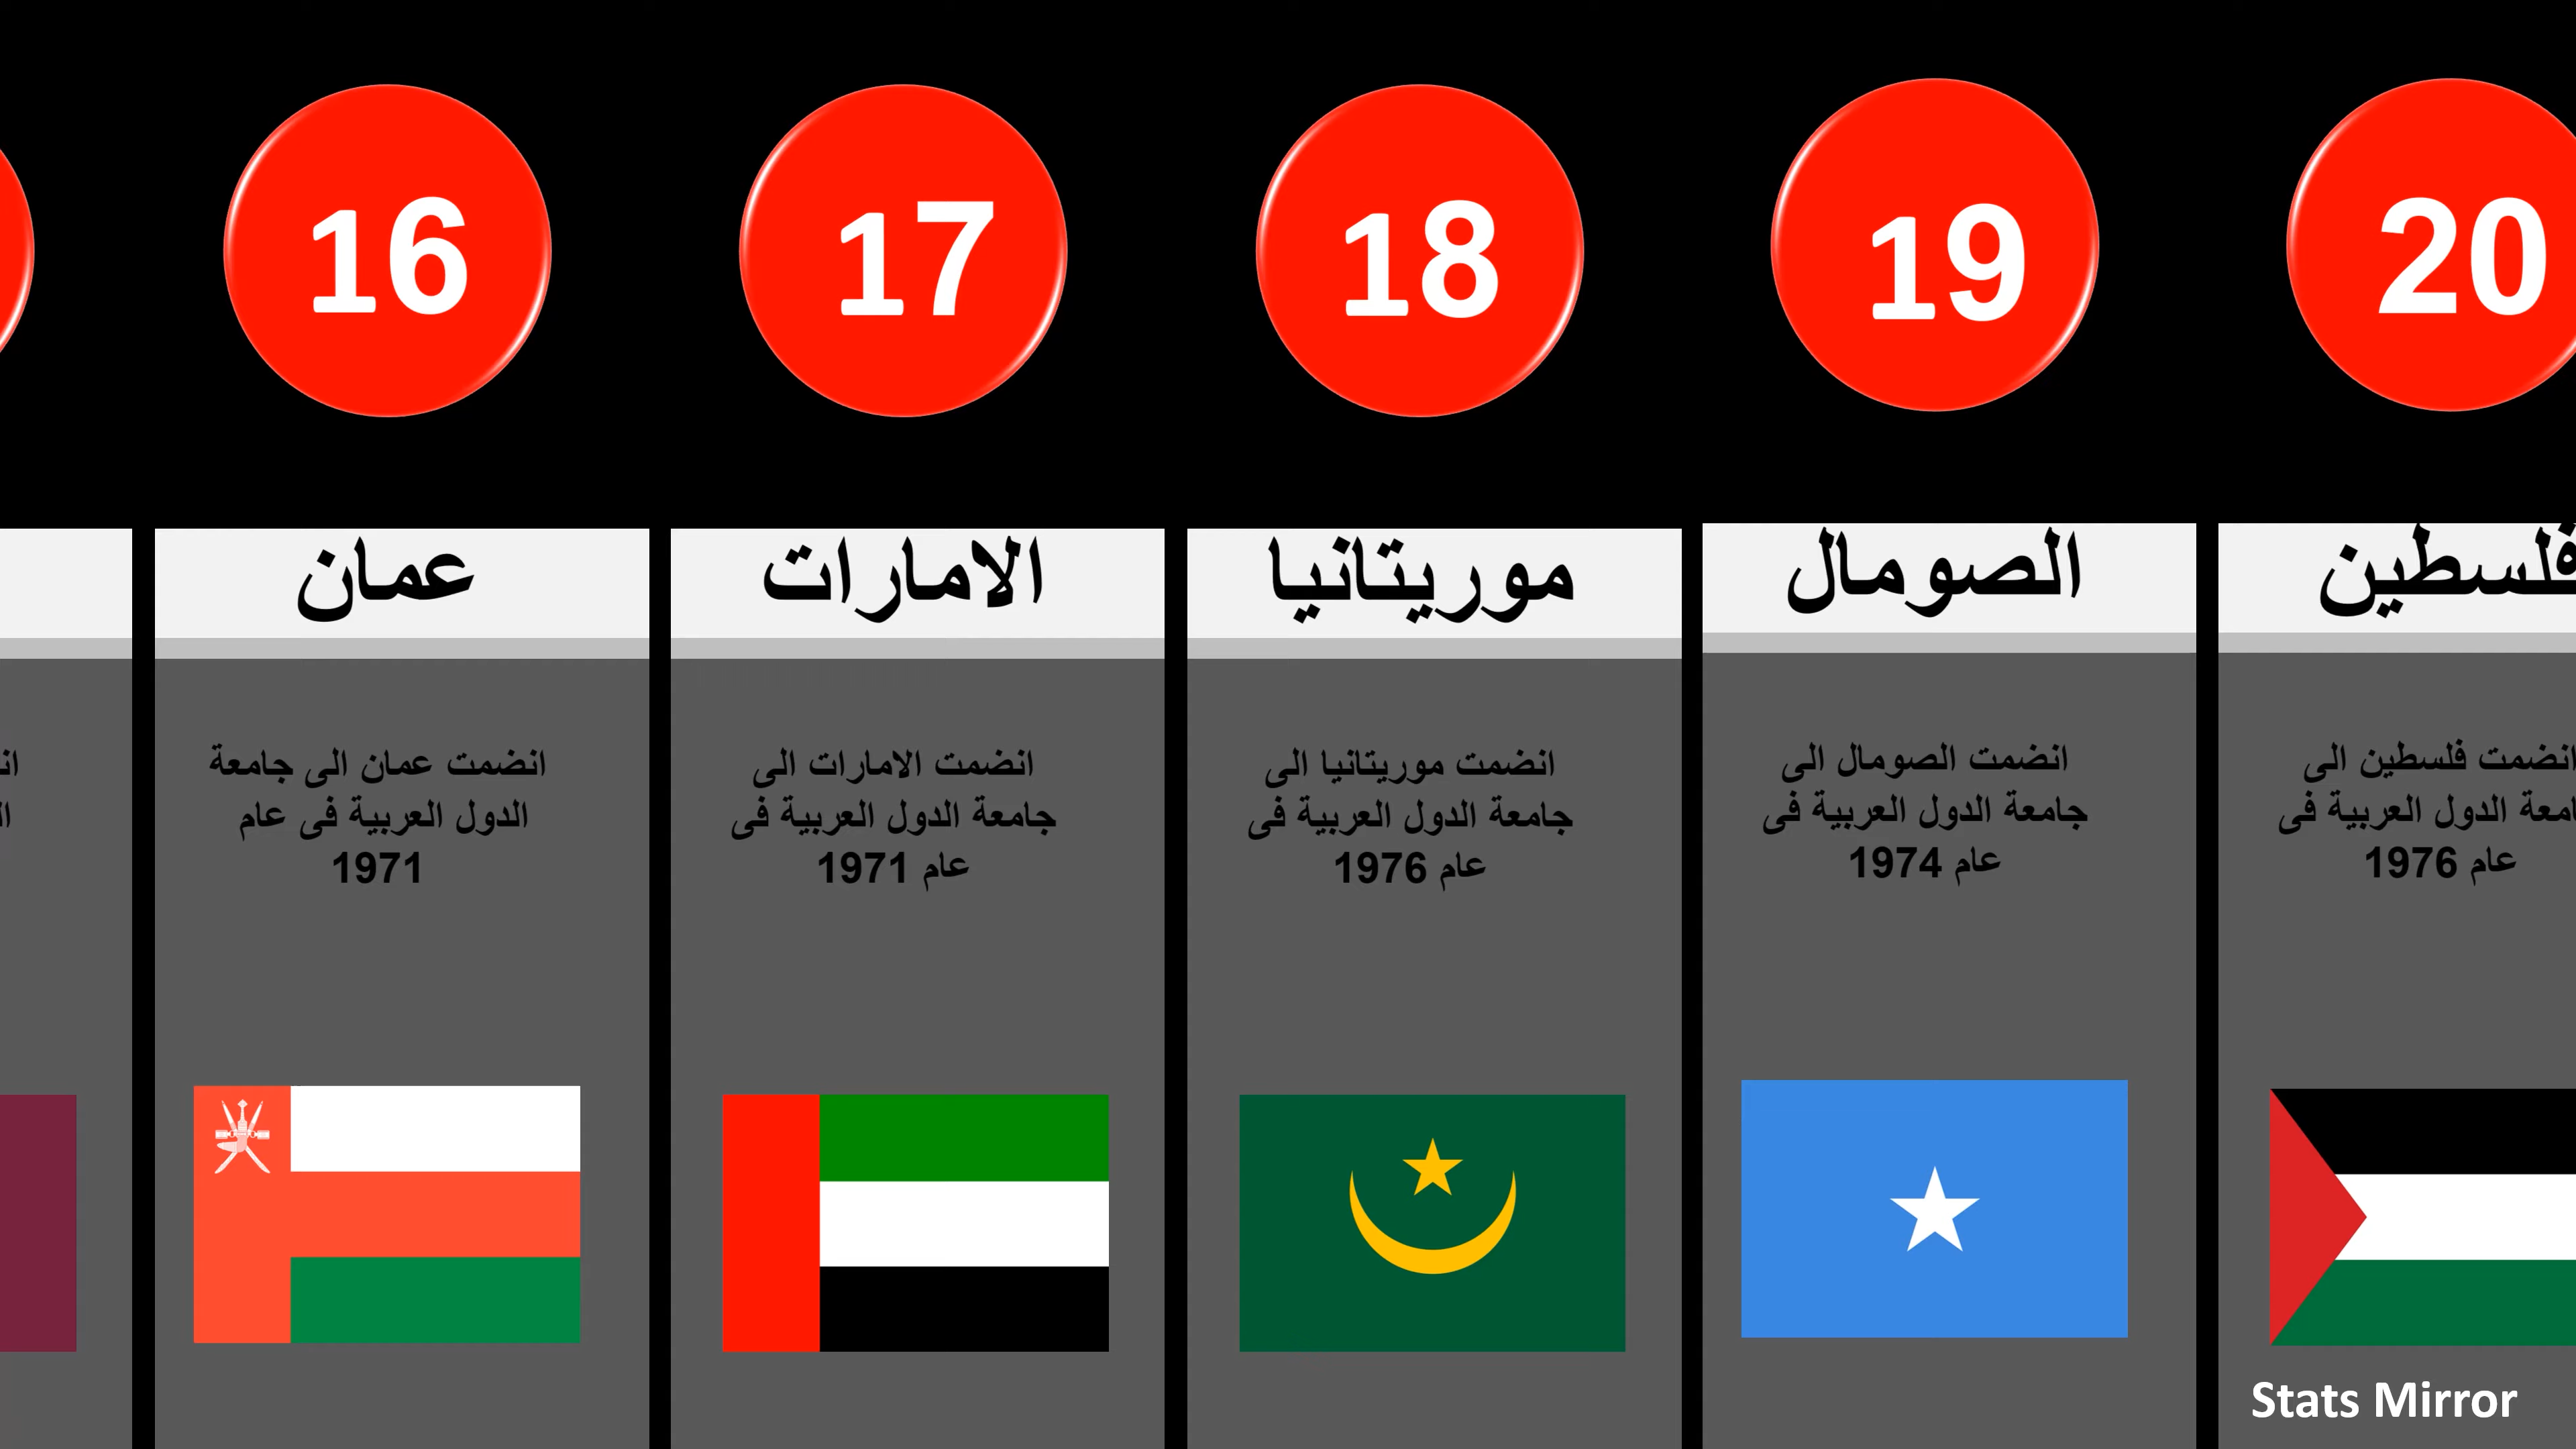 16
17
18
19
20
عمان
الامارات
موريتانيا
الصومال
فلسطين
انضمت عمان الى جامعة
الدول العربية فى عام
1971
انضمت الامارات الى
جامعة الدول العربية فى
عام 1971
انضمت موريتانيا الى
جامعة الدول العربية فى
عام 1976
انضمت الصومال الى
جامعة الدول العربية فى
عام 1974
انضمت فلسطين الى
الدول العربية فى
عام 1976
Stats Mirror